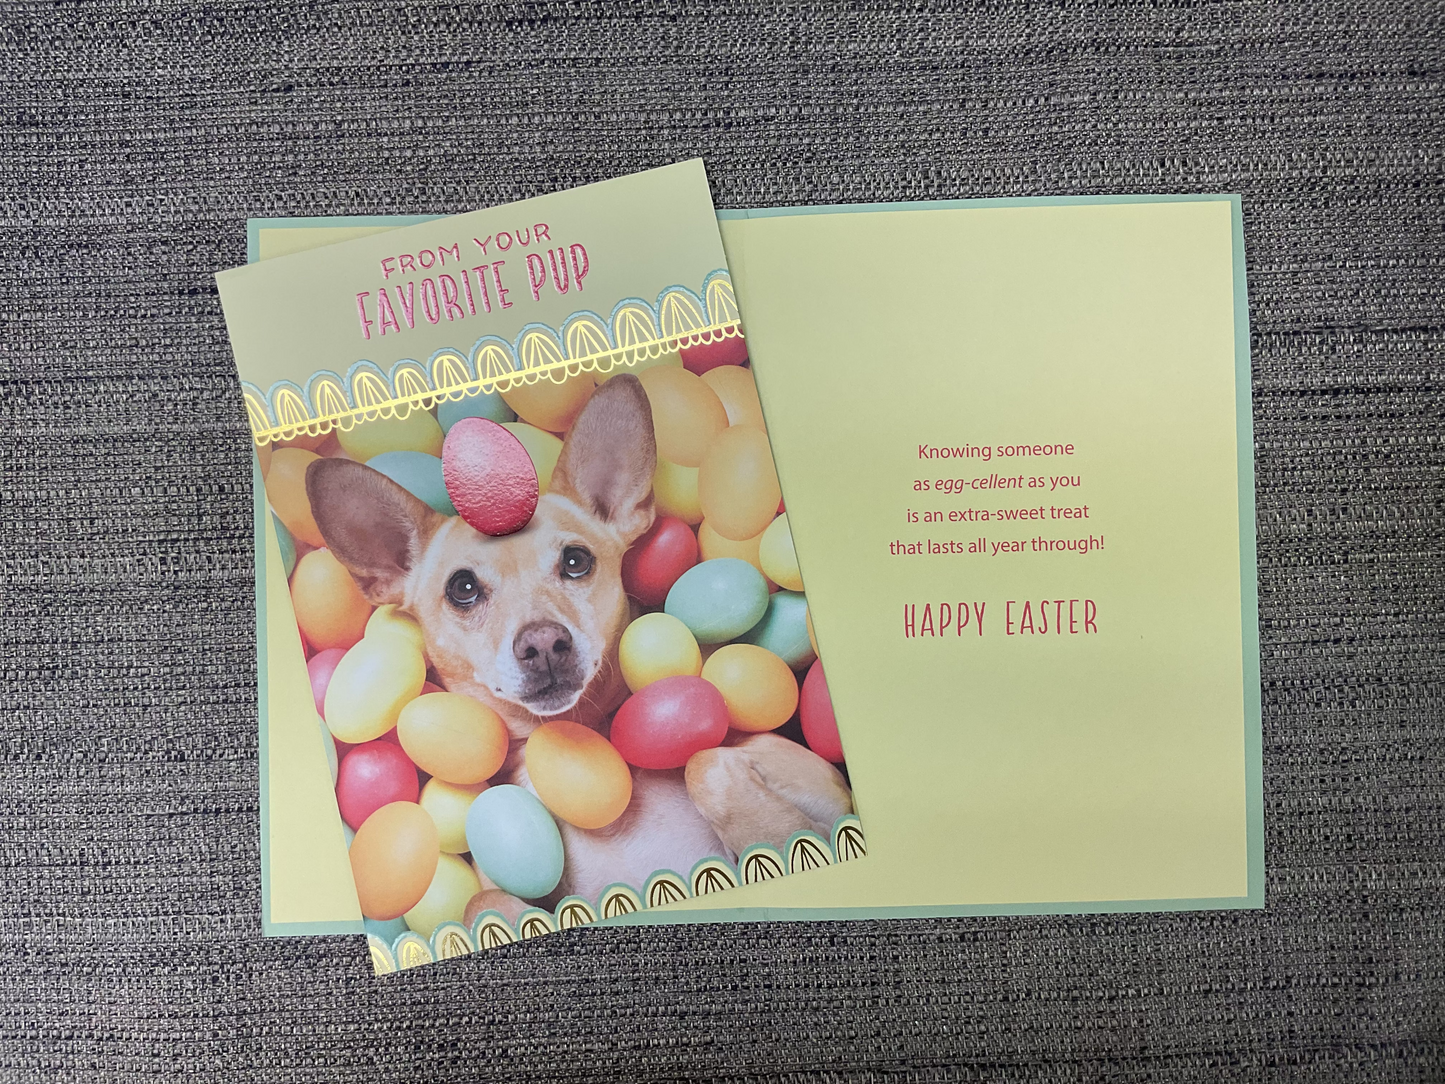 FROM YOUR
FAVORITE PUP
Knowing someone
as egg-cellent as you
is an extra-sweet treat
that lasts all year through!
HAPPY EASTER